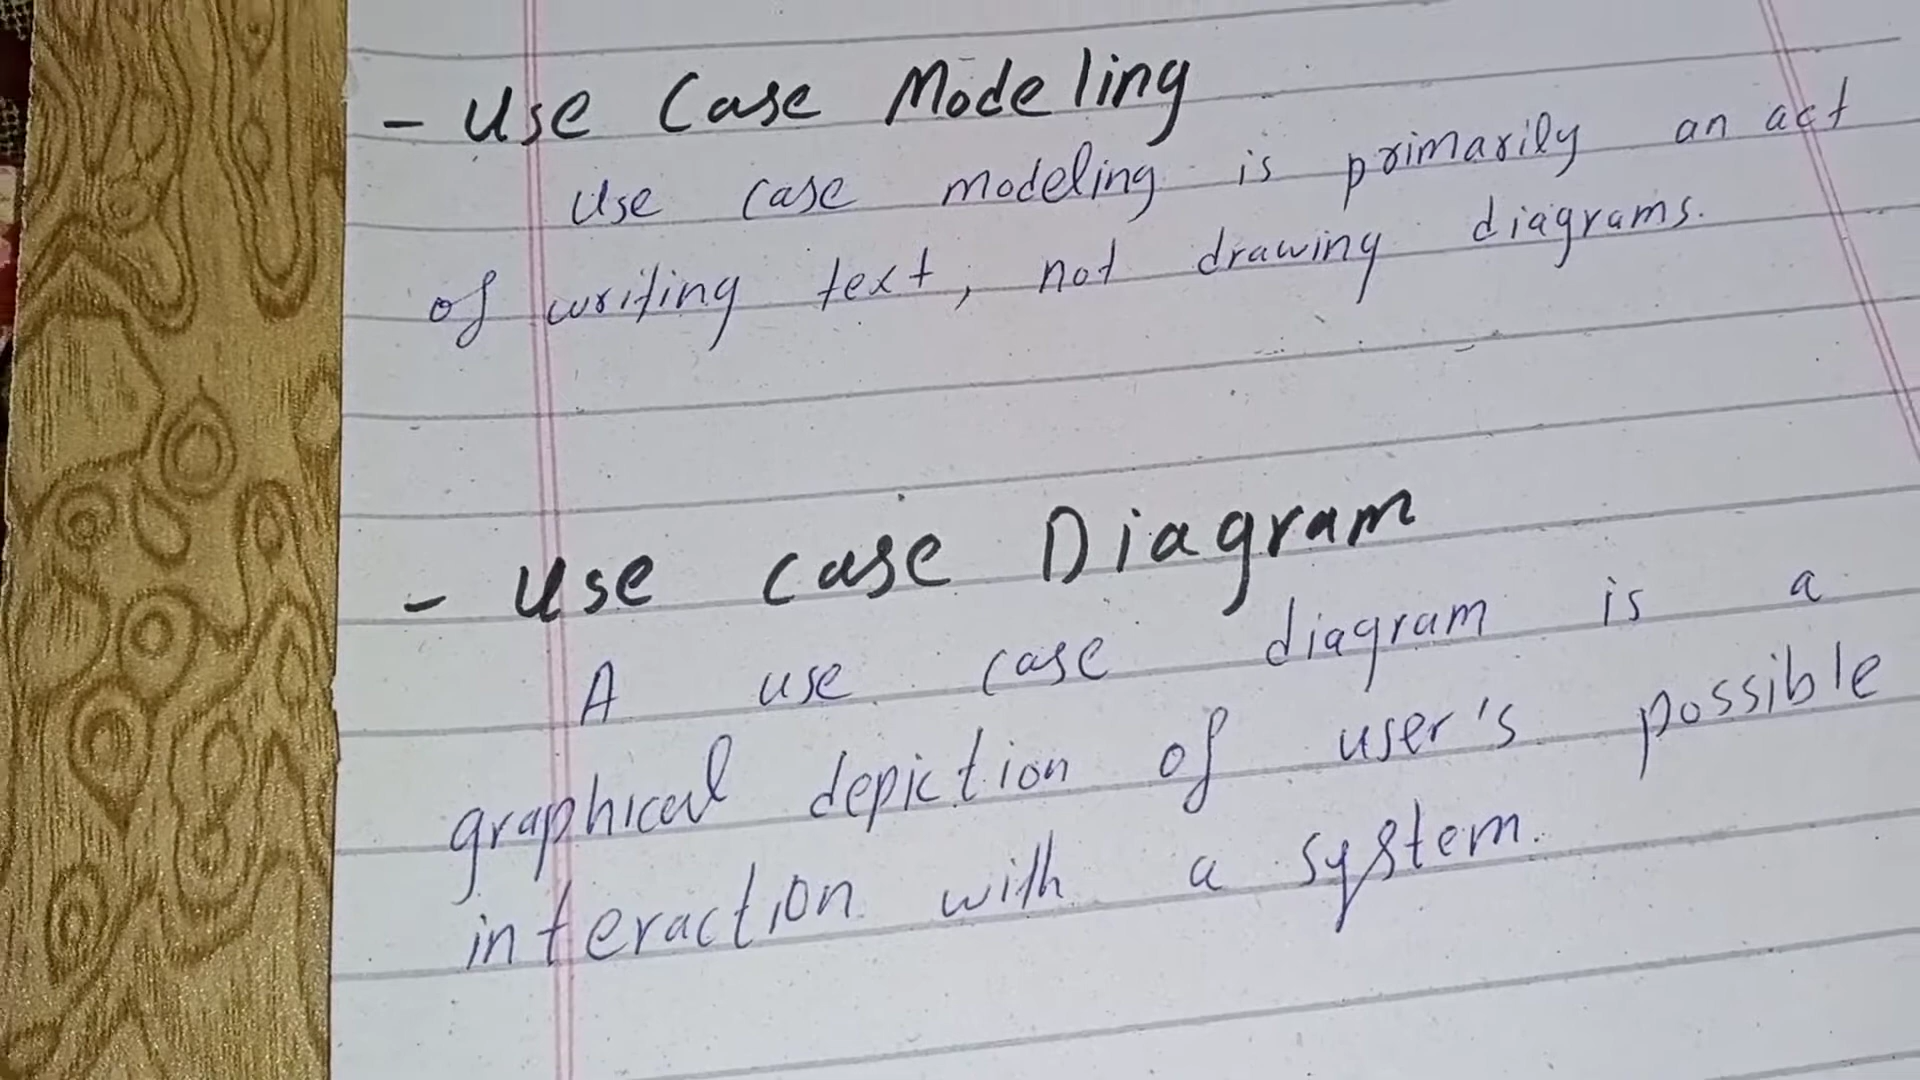 - Use Case Modeling
Use case modeling is primarily an act
of writing text, not drawing diagrams.
- Use case Diagram
A use case diagram is a
graphical depiction of user's possible
interaction with a system.